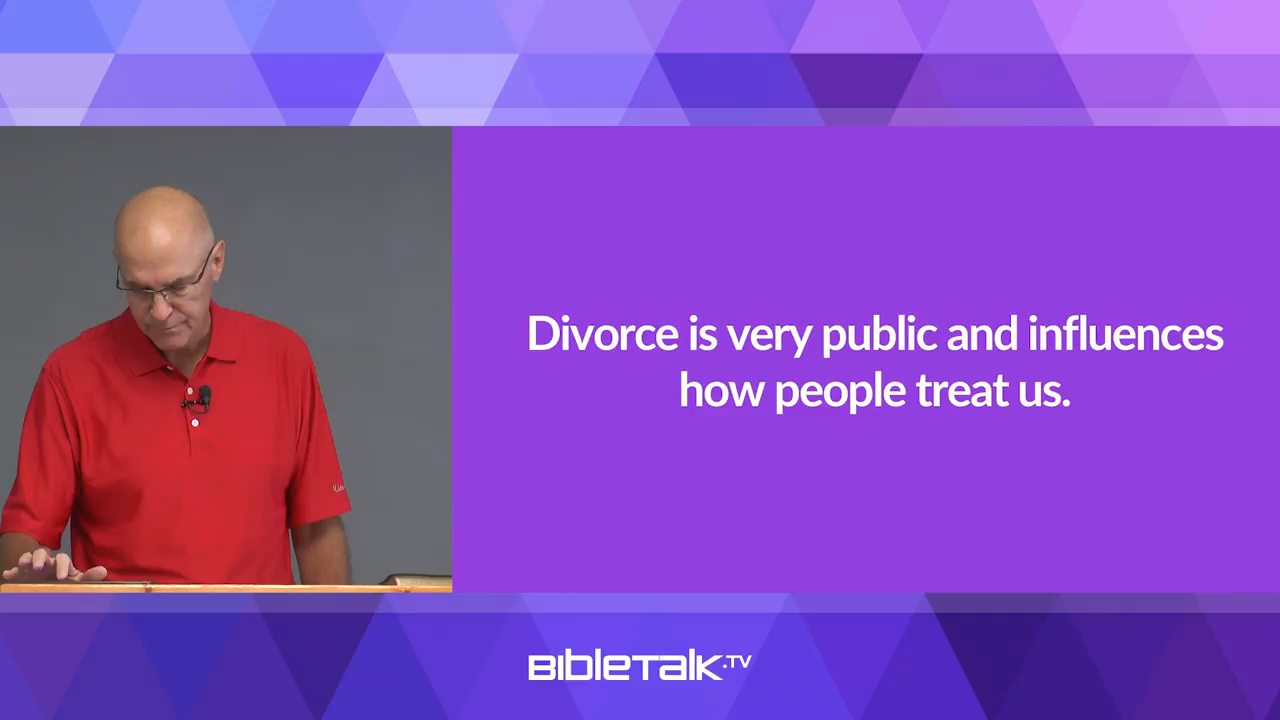 Divorce is very public and influences
how people treat us.
BIBLETALK.TV